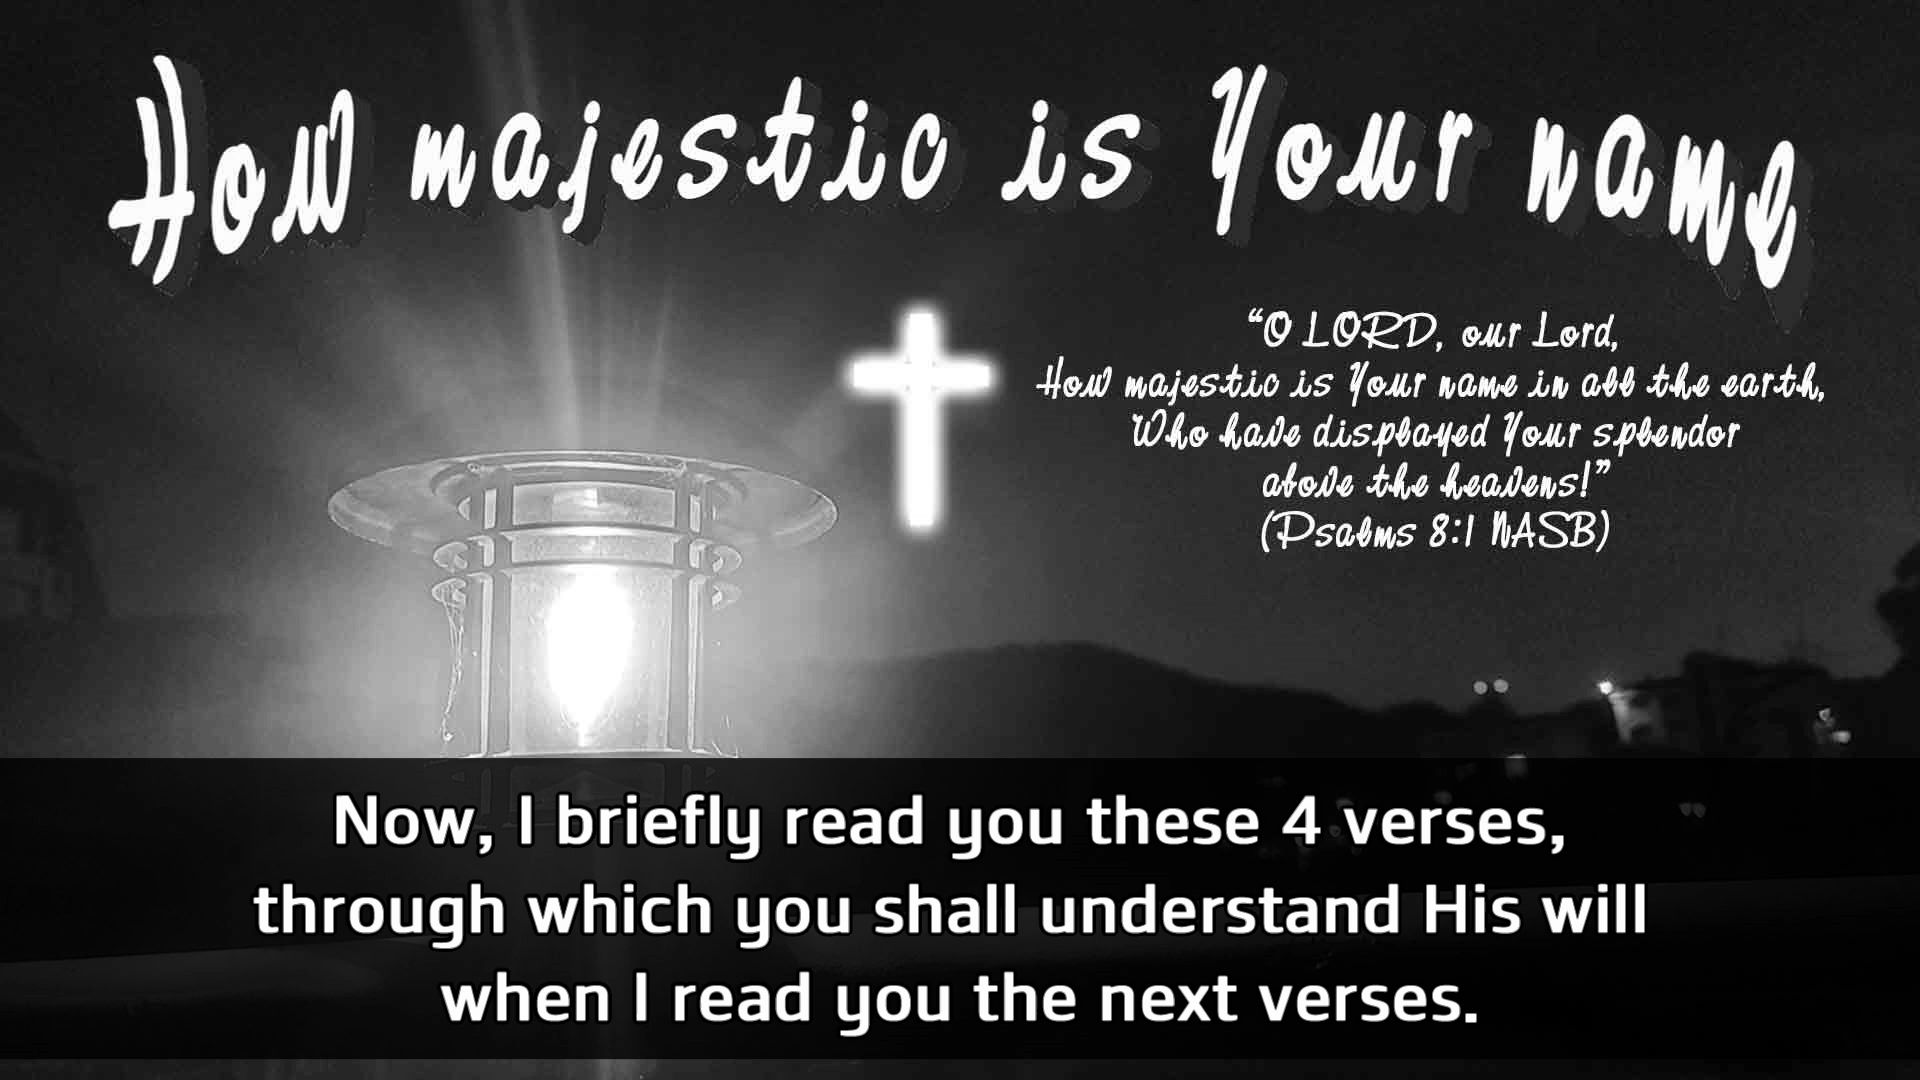 How majestic is Your name
“O LORD, our Lord,
How majestic is Your name in all the earth,
Who have displayed Your splendor
above the heavens!”
(Psalms 8:1 NASB)
Now, I briefly read you these 4 verses,
through which you shall understand His will
when I read you the next verses.